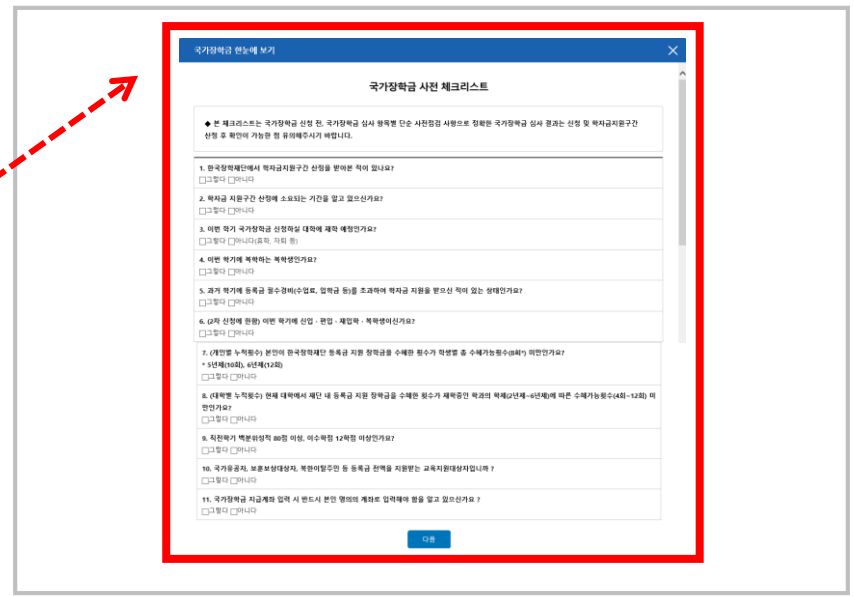 국가장학금 한눈에 보기
국가장학금 사전 체크리스트
◆ 본 체크리스트는 국가장학금 신청 전, 국가장학금 심사 항목별 단순 사전점검 사항으로 정확한 국가장학금 심사 결과는 신청 및 학자금지원구간
산정 후 확인이 가능한 점 유의해주시기 바랍니다.
1. 한국장학재단에서 학자금지원구간 산정을 받아본 적이 있나요?
□그렇다 □아니다
2. 학자금 지원구간 산정에 소요되는 기간을 알고 있으신가요?
□그렇다 □아니다
3. 이번 학기 국가장학금 신청하실 대학에 재학 예정인가요?
□그렇다 □아니다(휴학, 자퇴 등)
4. 이번 학기에 복학하는 복학생인가요?
□그렇다 □아니다
5. 과거 학기에 등록금 필수경비(수업료, 입학금 등)를 초과하여 학자금 지원을 받으신 적이 있는 상태인가요?
□그렇다 □아니다
6. (2차 신청에 한함) 이번 학기에 신입 · 편입 · 재입학 · 복학생이신가요?
□그렇다 □아니다
7. (개인별 누적횟수) 본인이 한국장학재단 등록금 지원 장학금을 수혜한 횟수가 학생별 총 수혜가능횟수(8회*) 미만인가요?
* 5년제(10회), 6년제(12회)
□그렇다 □아니다
8. (대학별 누적횟수) 현재 대학에서 재단 내 등록금 지원 장학금을 수혜한 횟수가 재학중인 학과의 학제(2년제~6년제)에 따른 수혜가능횟수(4회~12회) 미
만인가요?
□그렇다 □아니다
9. 직전학기 백분위성적 80점 이상, 이수학점 12학점 이상인가요?
□그렇다 □아니다
10. 국가유공자, 보훈보상대상자, 북한이탈주민 등 등록금 전액을 지원받는 교육지원대상자입니까 ?
□그렇다 □아니다
11. 국가장학금 지급계좌 입력 시 반드시 본인 명의의 계좌로 입력해야 함을 알고 있으신가요 ?
□그렇다 □아니다
다음